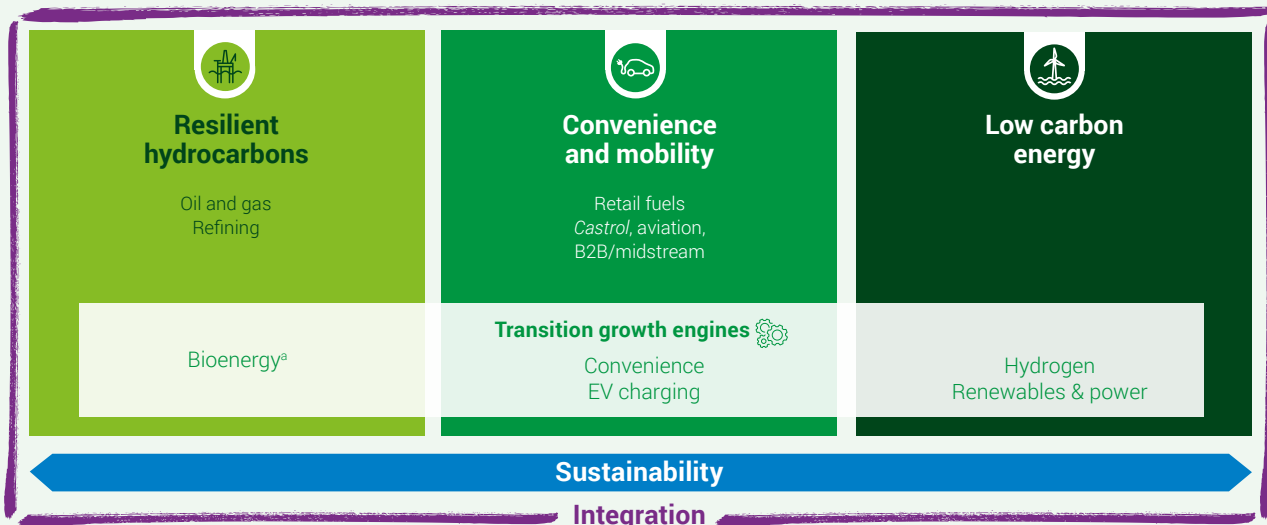 Resilient
hydrocarbons
Oil and gas
Refining
Convenience
and mobility
Retail fuels
Castrol, aviation,
B2B/midstream
Low carbon
energy
Transition growth engines
Bioenergyᵃ
Convenience
EV charging
Hydrogen
Renewables & power
Sustainability
Integration